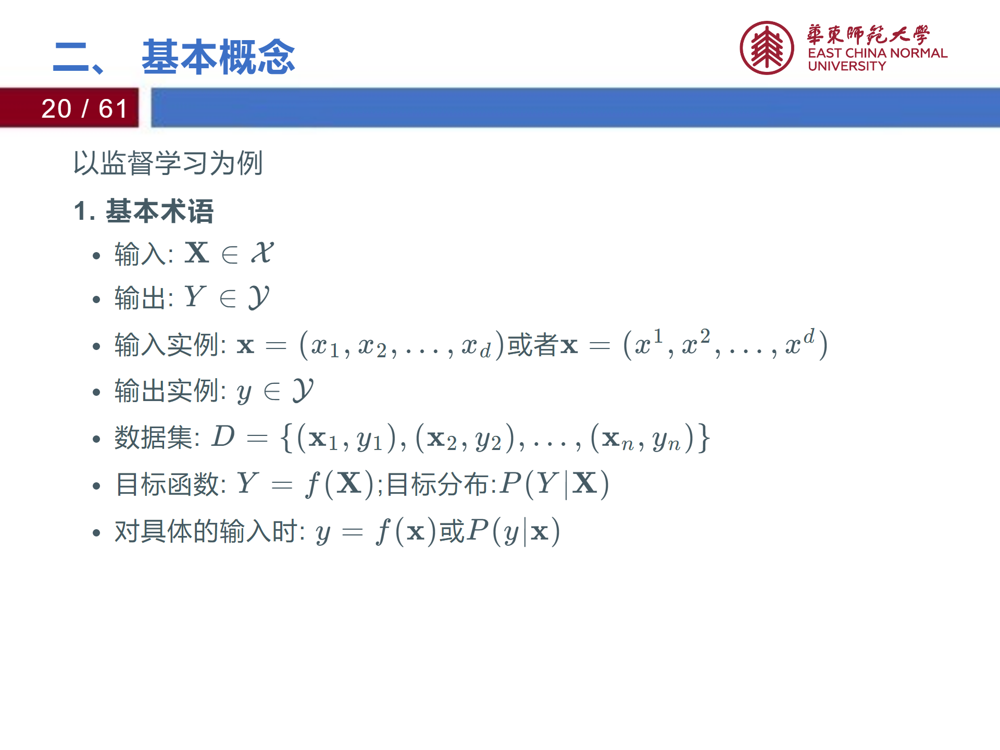 二、 基本概念
華東師範大學
EAST CHINA NORMAL
UNIVERSITY
20 / 61
以监督学习为例
1. 基本术语
• 输入: $\mathbf{X} \in \mathcal{X}$
• 输出: $Y \in \mathcal{Y}$
• 输入实例: $\mathbf{x} = (x_1, x_2, \ldots, x_d)$或者$\mathbf{x} = (x^1, x^2, \ldots, x^d)$
• 输出实例: $y \in \mathcal{Y}$
• 数据集: $D = \{(\mathbf{x}_1, y_1), (\mathbf{x}_2, y_2), \ldots, (\mathbf{x}_n, y_n)\}$
• 目标函数: $Y = f(\mathbf{X})$;目标分布:$P(Y|\mathbf{X})$
• 对具体的输入时: $y = f(\mathbf{x})$或$P(y|\mathbf{x})$